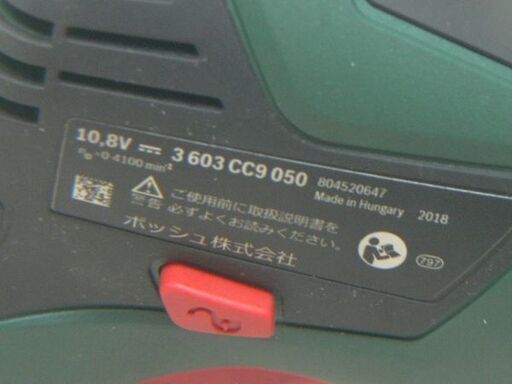 10,8V ⎓ 3 603 CC9 050 804520647
n₀ -0-4100 min⁻¹ Made in Hungary 2018
警告 ご使用前に取扱説明書を
必ずよくお読みください。
ボッシュ株式会社
797